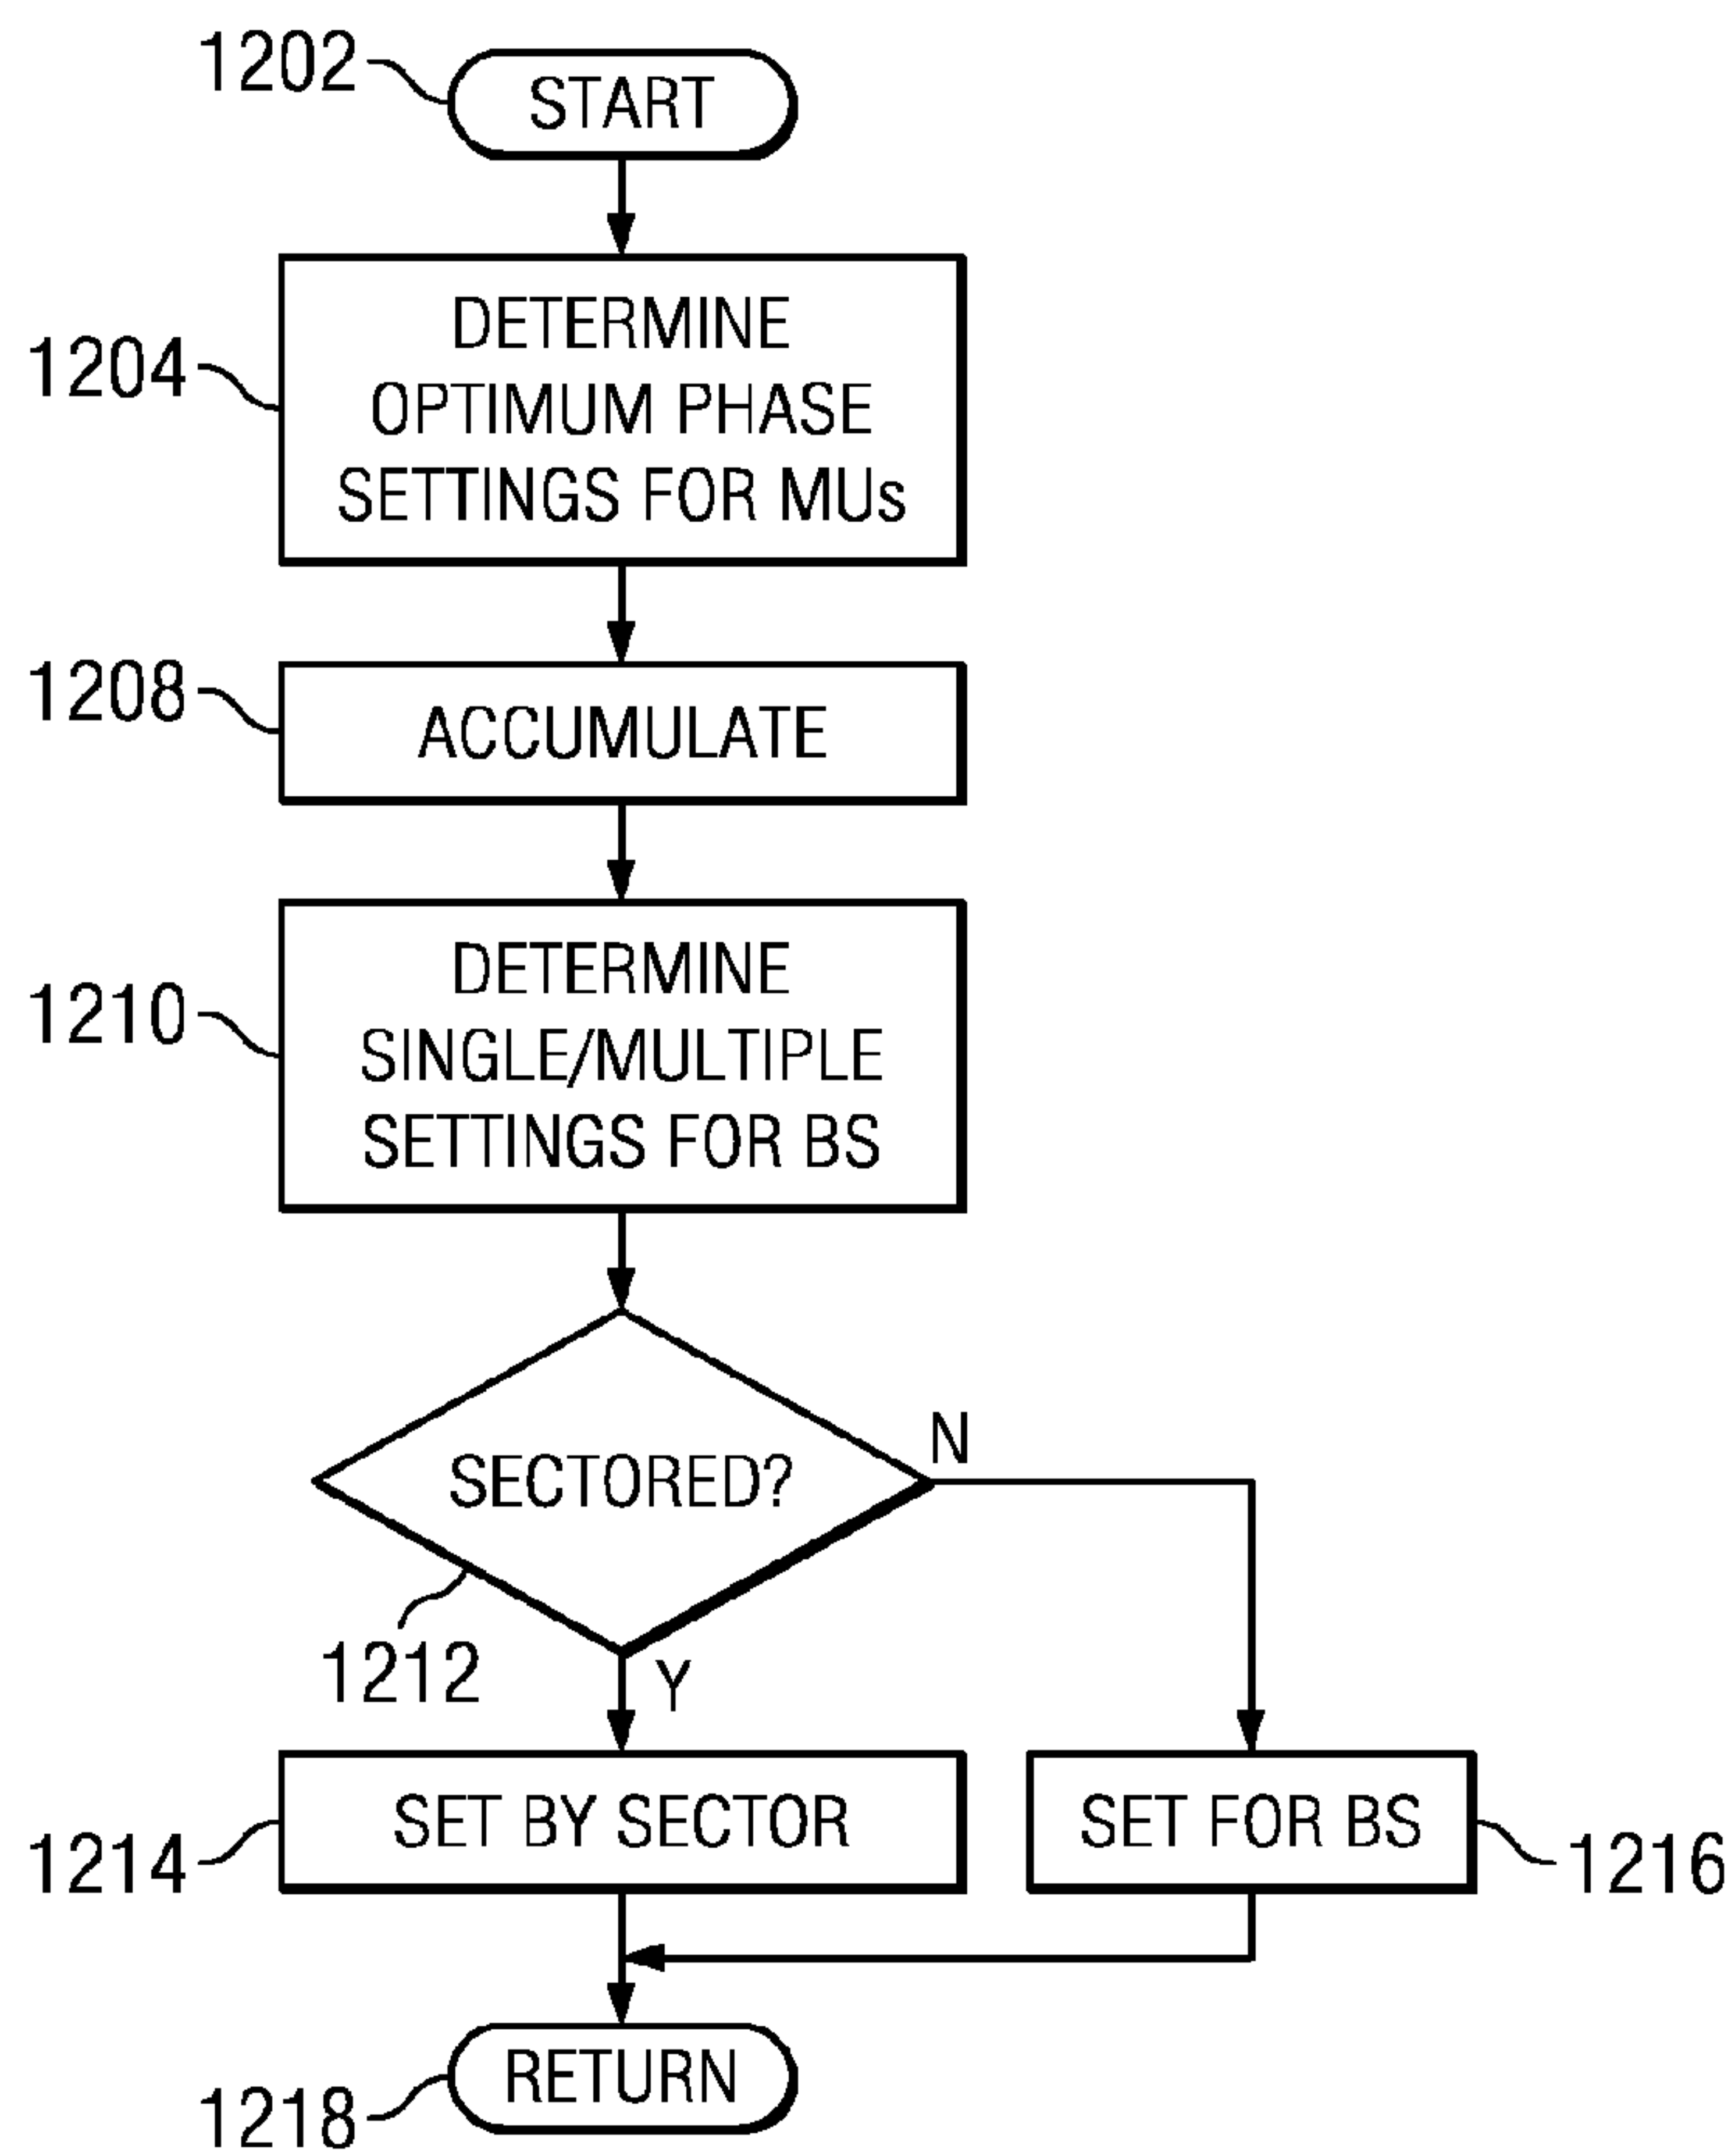 1202
START
1204
DETERMINE
OPTIMUM PHASE
SETTINGS FOR MUs
1208
ACCUMULATE
1210
DETERMINE
SINGLE/MULTIPLE
SETTINGS FOR BS
SECTORED?
N
1212
Y
1214
SET BY SECTOR
SET FOR BS
1216
RETURN
1218